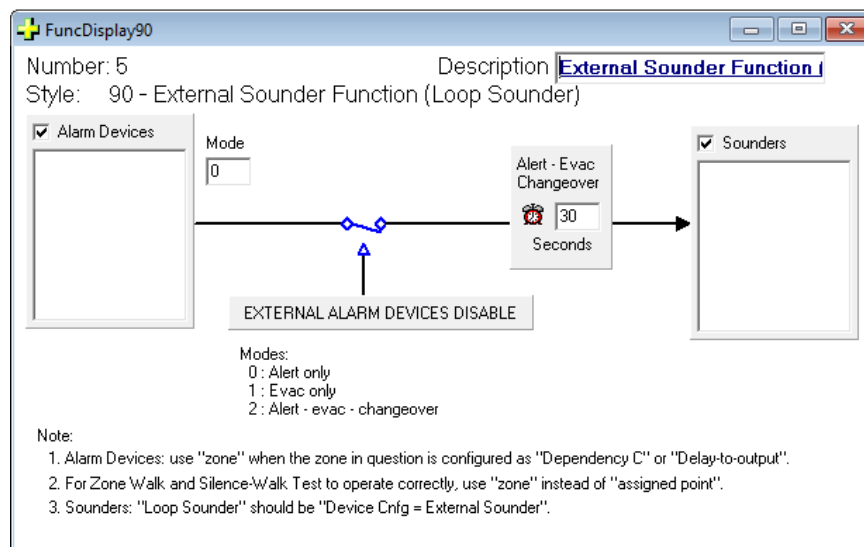 FuncDisplay90
Number: 5
Description External Sounder Function (
Style: 90 - External Sounder Function (Loop Sounder)
Alarm Devices
Mode
0
Alert - Evac
Changeover
30
Seconds
Sounders
EXTERNAL ALARM DEVICES DISABLE
Modes:
0 : Alert only
1 : Evac only
2 : Alert - evac - changeover
Note:
1. Alarm Devices: use "zone" when the zone in question is configured as "Dependency C" or "Delay-to-output".
2. For Zone Walk and Silence-Walk Test to operate correctly, use "zone" instead of "assigned point".
3. Sounders: "Loop Sounder" should be "Device Cnfg = External Sounder".